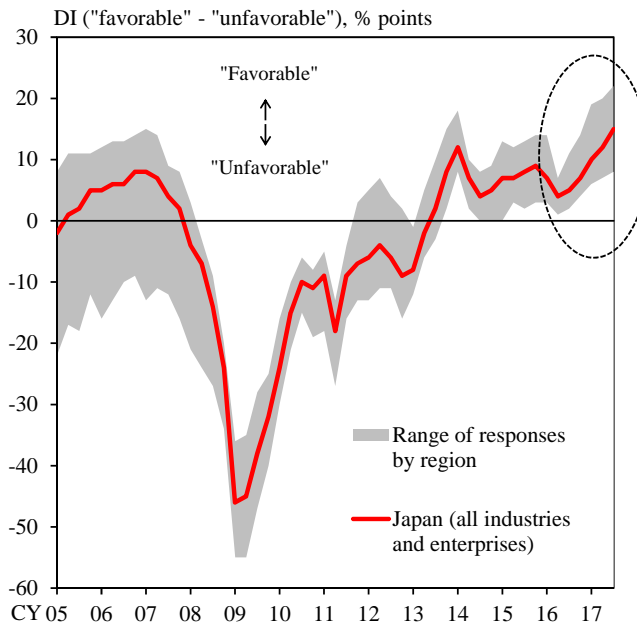 DI ("favorable" - "unfavorable"), % points
30
20
10
0
-10
-20
-30
-40
-50
-60
"Favorable"
"Unfavorable"
Range of responses
by region
Japan (all industries
and enterprises)
CY 05 06 07 08 09 10 11 12 13 14 15 16 17